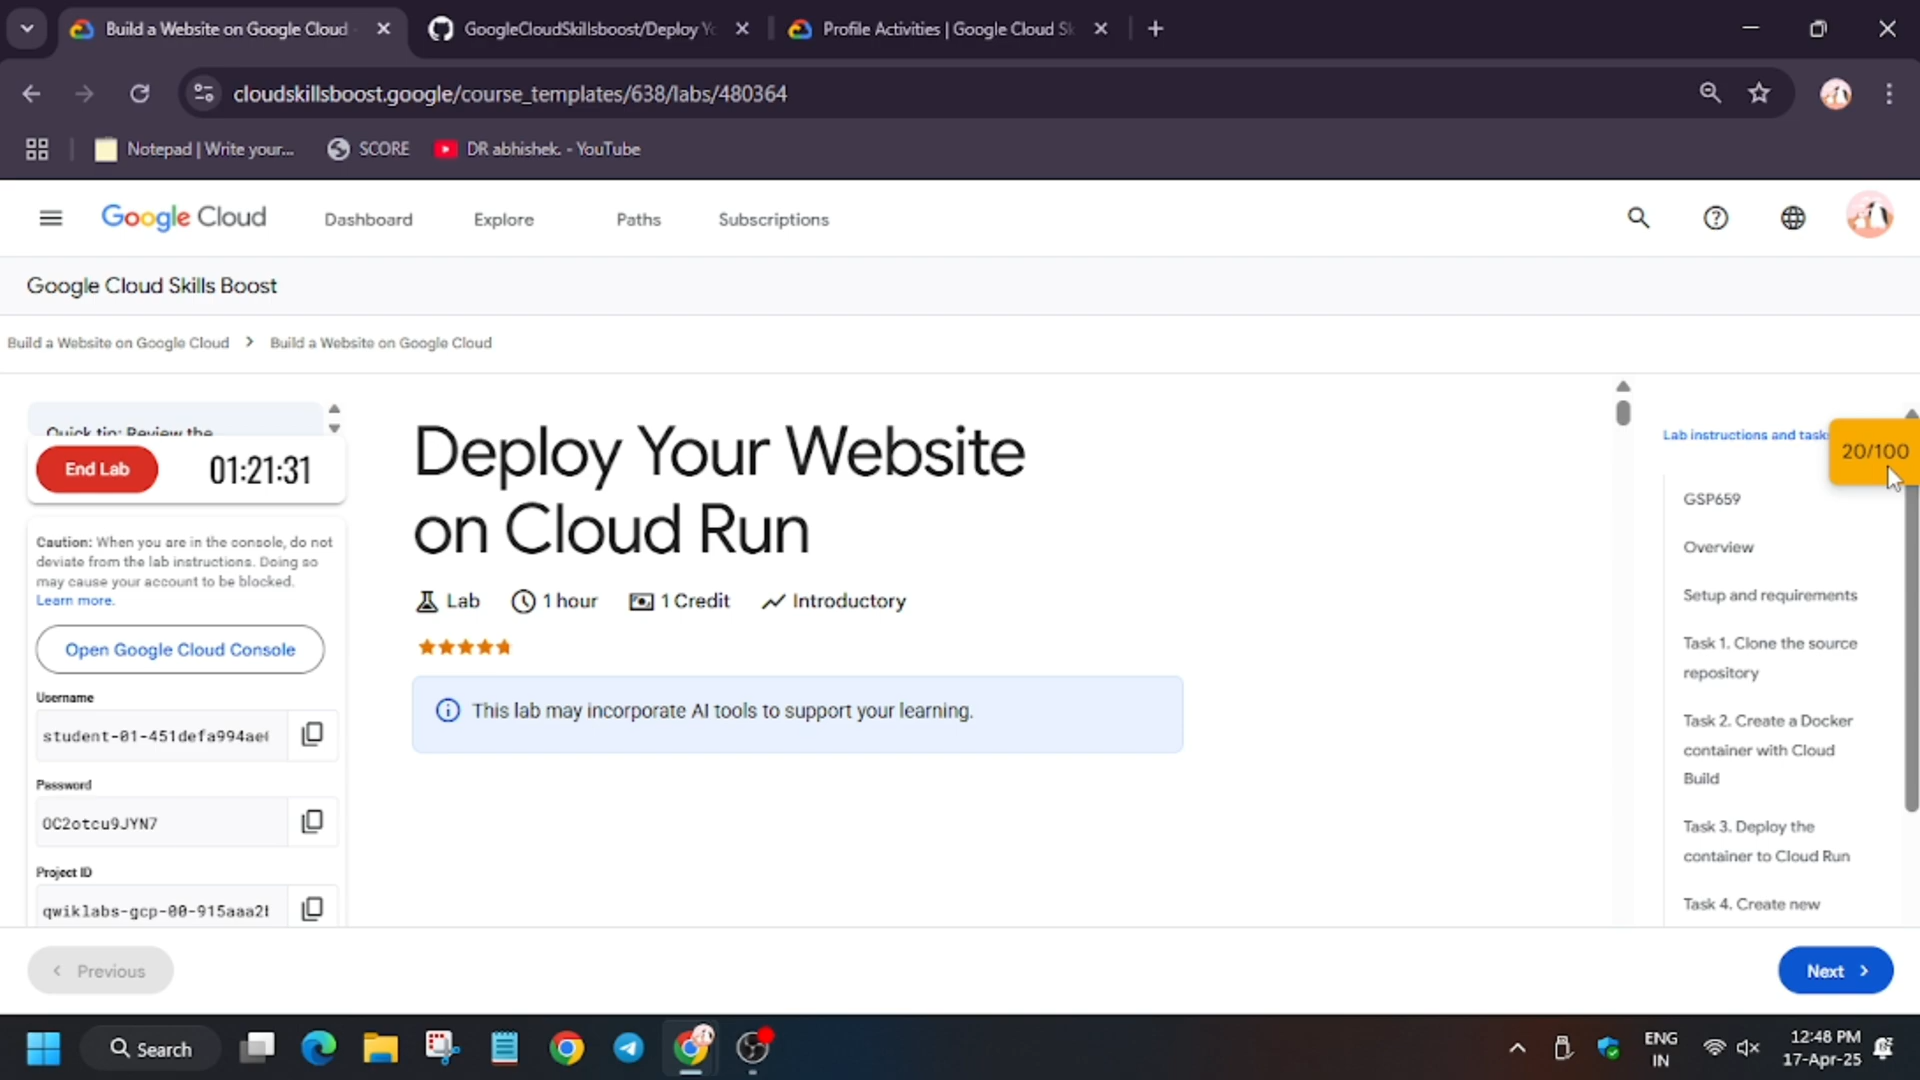 Build a Website on Google Cloud
GoogleCloudSkillsboost/Deploy Yo
Profile Activities | Google Cloud Sk
cloudskillsboost.google/course_templates/638/labs/480364
Notepad | Write your...
SCORE
DR abhishek. - YouTube
Google Cloud
Dashboard
Explore
Paths
Subscriptions
Google Cloud Skills Boost
Build a Website on Google Cloud > Build a Website on Google Cloud
Quick tip: Review the
End Lab
01:21:31
Caution: When you are in the console, do not
deviate from the lab instructions. Doing so
may cause your account to be blocked.
Learn more.
Open Google Cloud Console
Username
student-01-451defa994ae
Password
OC2otcu9JYN7
Project ID
qwiklabs-gcp-00-915aaa2
Deploy Your Website
on Cloud Run
Lab
1 hour
1 Credit
Introductory
This lab may incorporate AI tools to support your learning.
Lab instructions and tasks
20/100
GSP659
Overview
Setup and requirements
Task 1. Clone the source
repository
Task 2. Create a Docker
container with Cloud
Build
Task 3. Deploy the
container to Cloud Run
Task 4. Create new
< Previous
Next >
Search
ENG
IN
12:48 PM
17-Apr-25